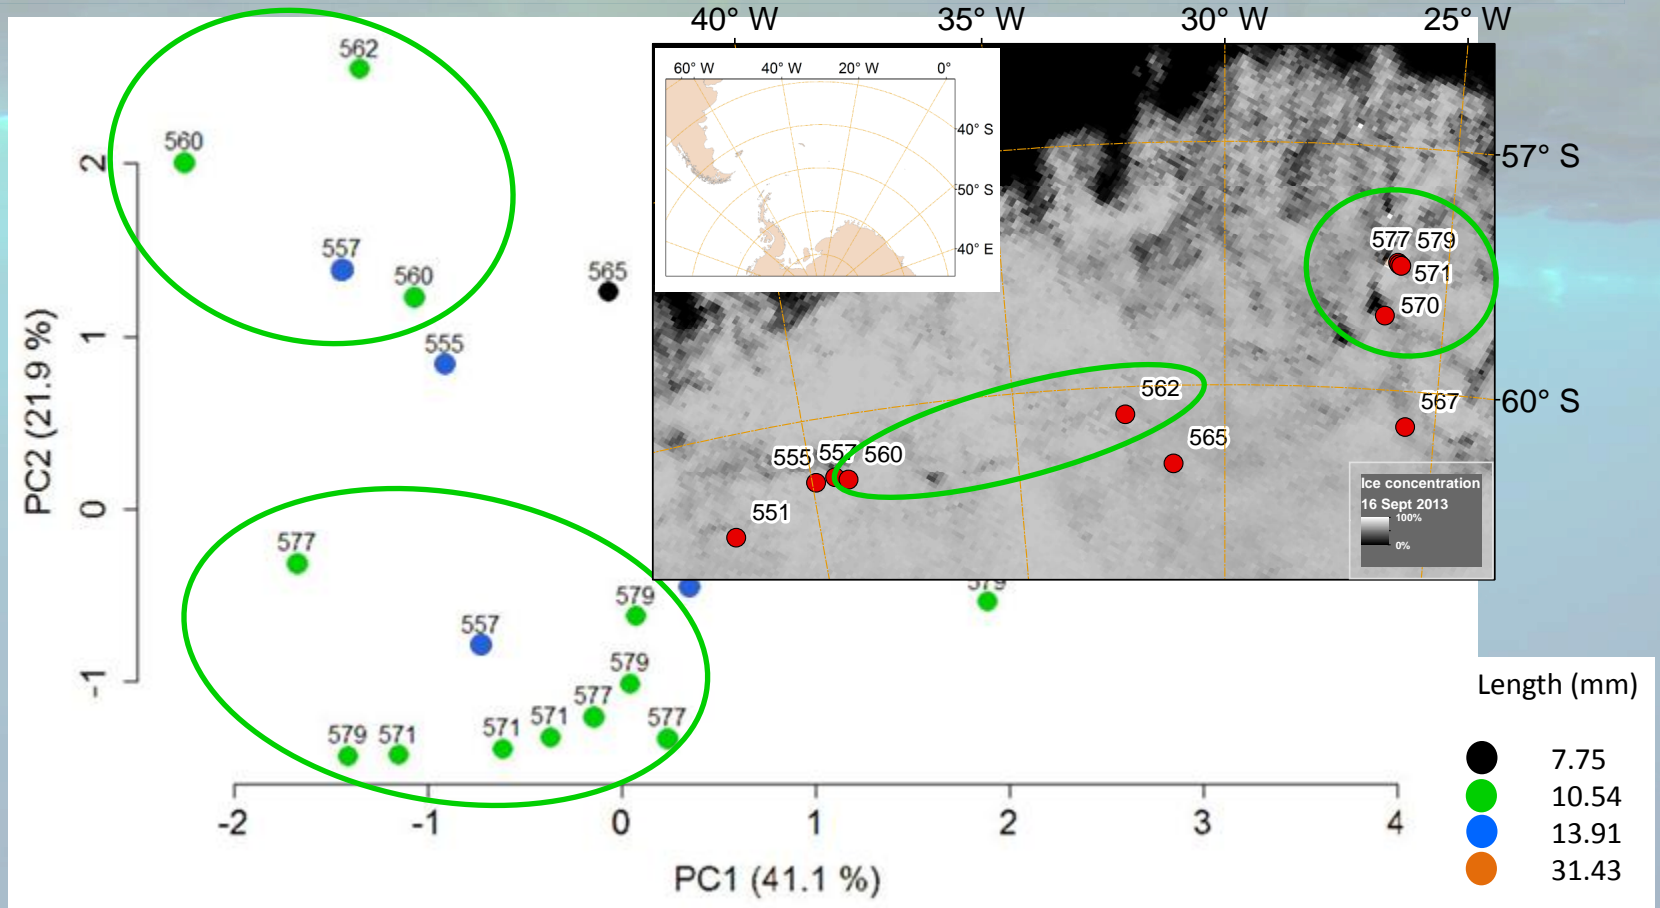 40° W 35° W 30° W 25° W
60° W 40° W 20° W 0°
40° S
50° S
40° E
57° S
60° S
577 579
571
570
567
562
565
555 557 560
551
Ice concentration
16 Sept 2013
100%
0%
562
560
557
560
565
555
577
557
579
579
579
577
577
571
571
579 571
PC2 (21.9 %)
2
1
0
-1
-2 -1 0 1 2 3 4
PC1 (41.1 %)
Length (mm)
7.75
10.54
13.91
31.43